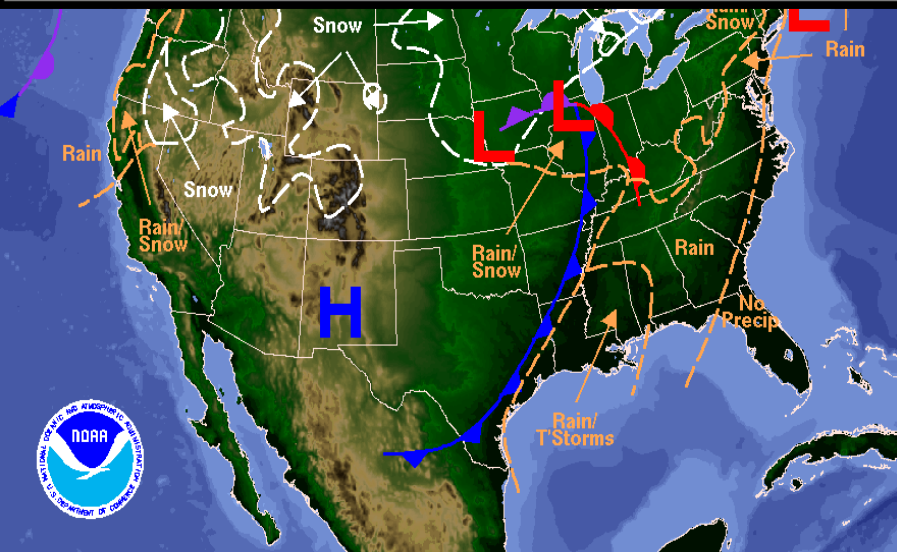 Snow
Rain/
Snow
L
Rain
L
L
Rain
Snow
Rain/
Snow
Rain/
Snow
Rain
H
No
Precip
Rain/
T'Storms
NATIONAL OCEANIC AND ATMOSPHERIC ADMINISTRATION
NOAA
U.S. DEPARTMENT OF COMMERCE